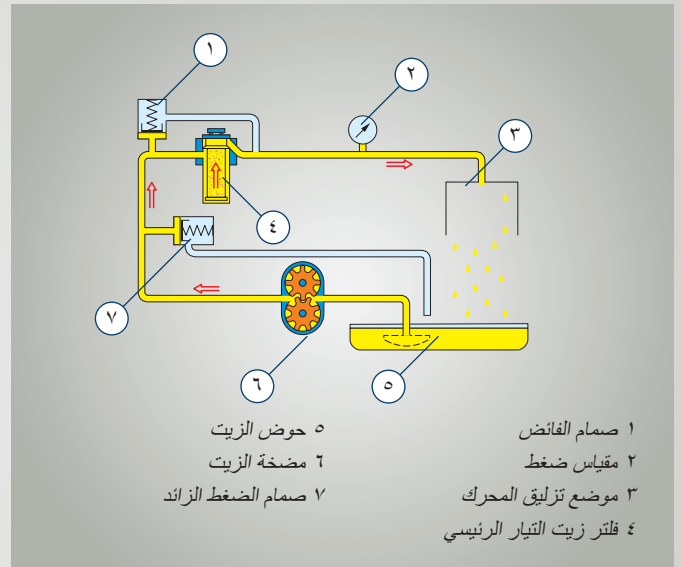 ١
٢
٣
٤
٧
٦
٥
١ صمام الفائض
٢ مقياس ضغط
٣ موضع تزليق المحرك
٤ فلتر زيت التيار الرئيسي
٥ حوض الزيت
٦ مضخة الزيت
٧ صمام الضغط الزائد